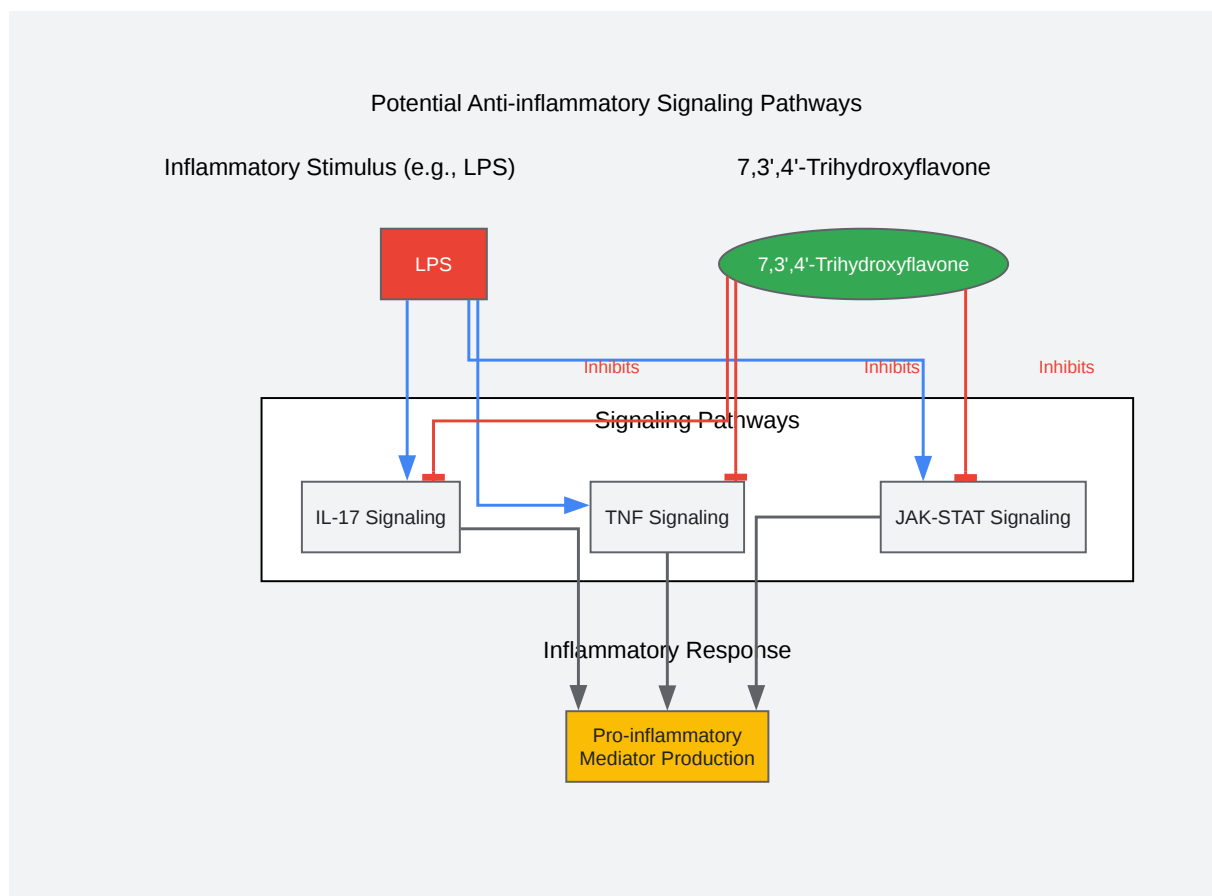 Potential Anti-inflammatory Signaling Pathways
Inflammatory Stimulus (e.g., LPS)
7,3',4'-Trihydroxyflavone
LPS
7,3',4'-Trihydroxyflavone
Inhibits
Inhibits
Inhibits
Signaling Pathways
IL-17 Signaling
TNF Signaling
JAK-STAT Signaling
Inflammatory Response
Pro-inflammatory
Mediator Production